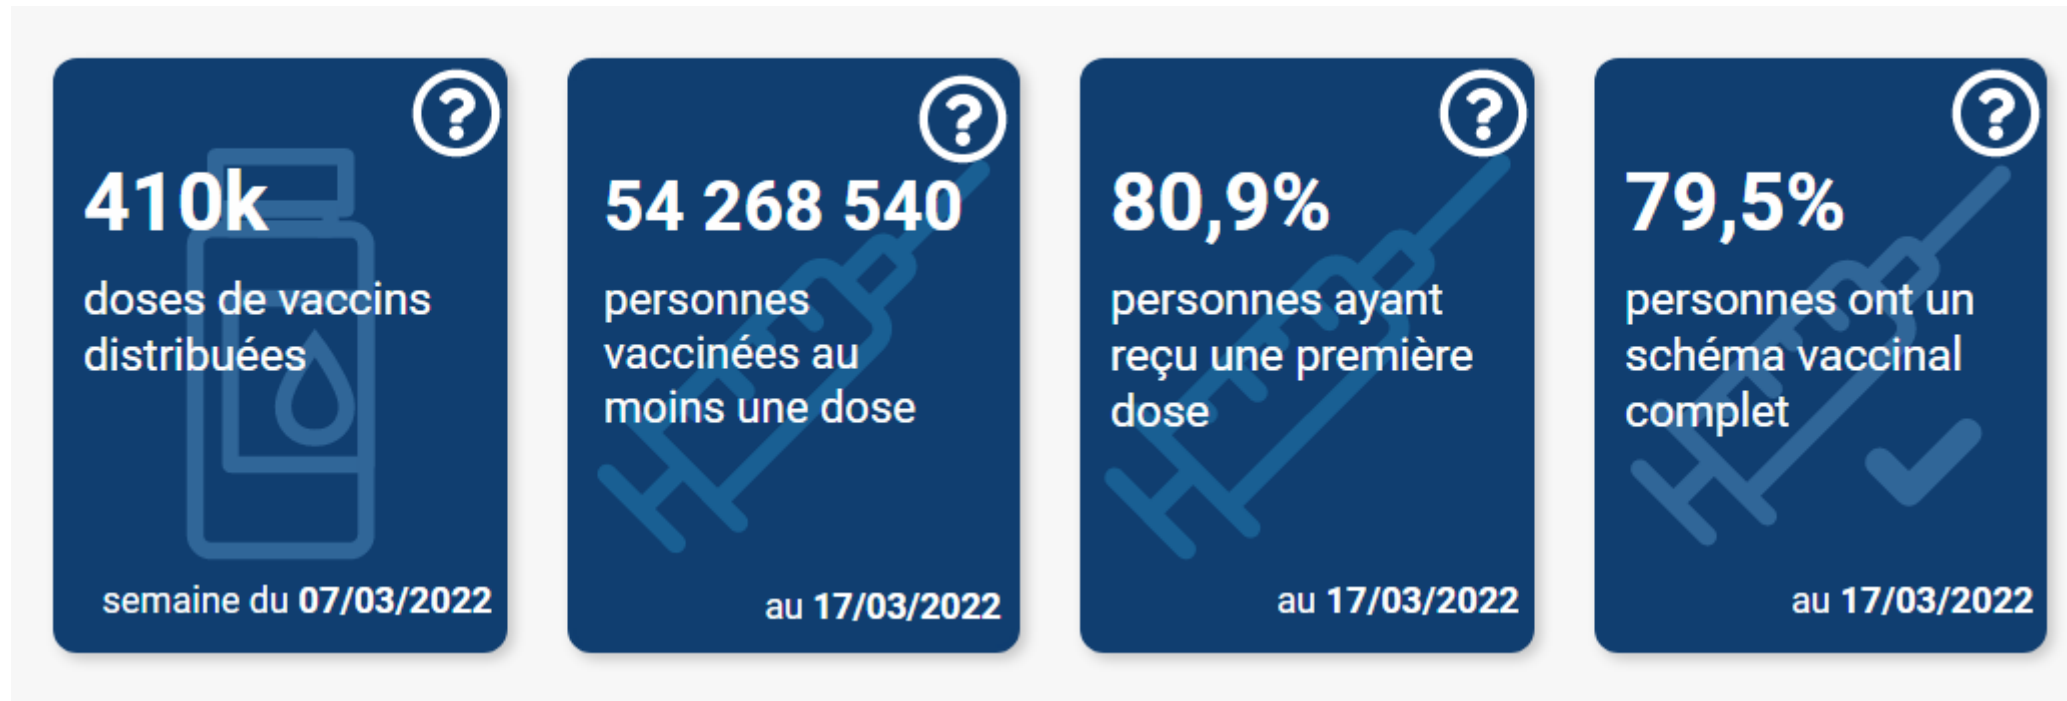 410k
doses de vaccins
distribuées
semaine du 07/03/2022
54 268 540
personnes
vaccinées au
moins une dose
au 17/03/2022
80,9%
personnes ayant
reçu une première
dose
au 17/03/2022
79,5%
personnes ont un
schéma vaccinal
complet
au 17/03/2022